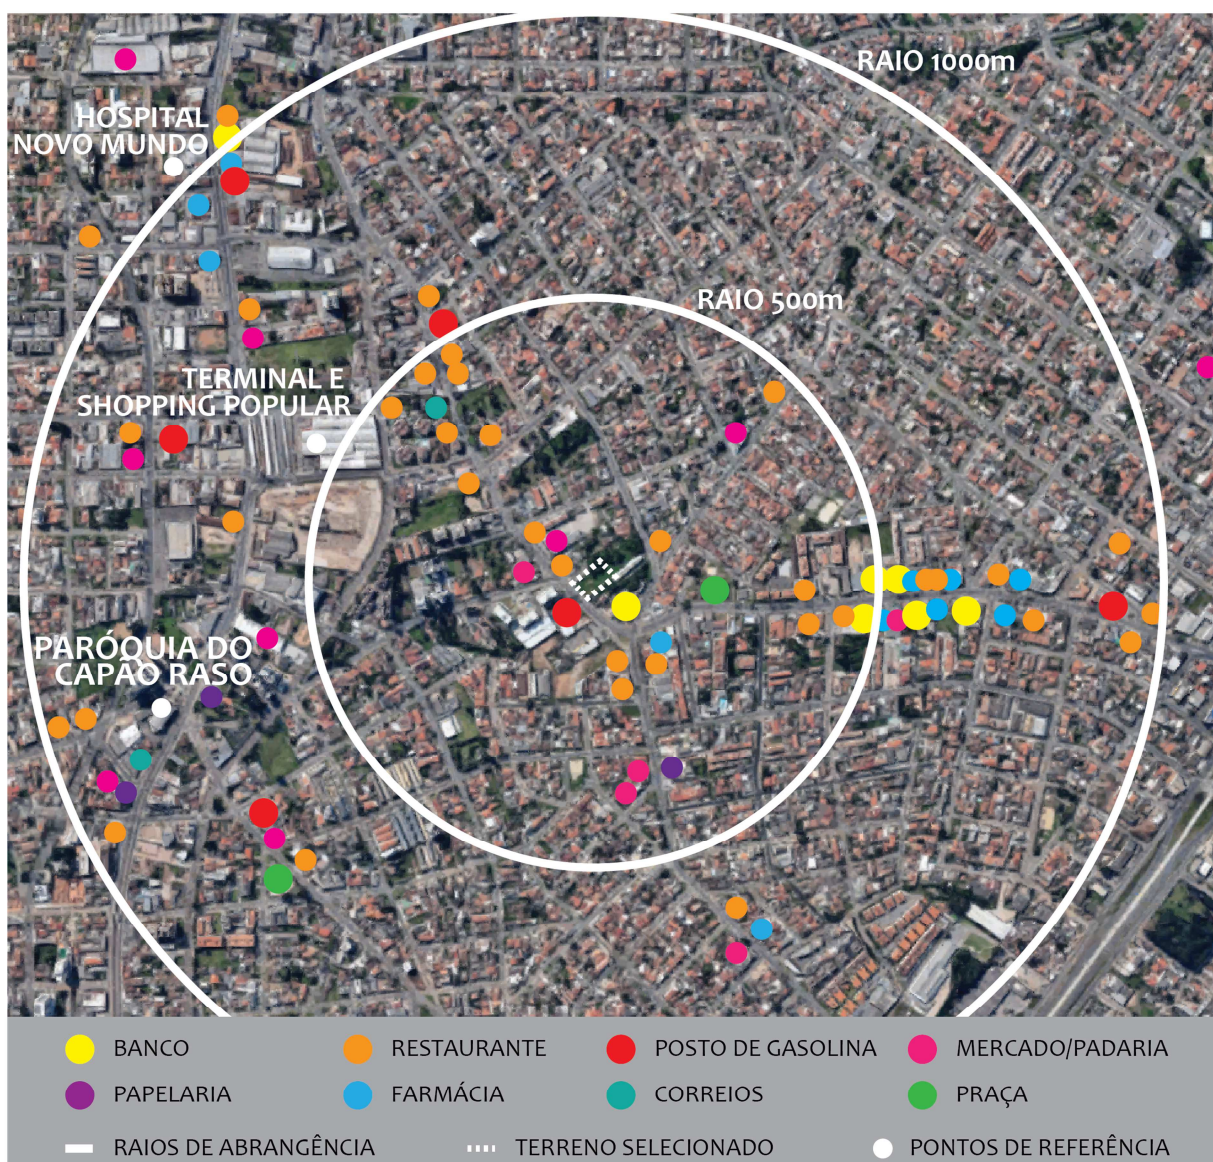 RAIO 1000m
HOSPITAL
NOVO MUNDO
RAIO 500m
TERMINAL E
SHOPPING POPULAR
PARÓQUIA DO
CAPÃO RASO
BANCO
RESTAURANTE
POSTO DE GASOLINA
MERCADO/PADARIA
PAPELARIA
FARMÁCIA
CORREIOS
PRAÇA
RAIOS DE ABRANGÊNCIA
TERRENO SELECIONADO
PONTOS DE REFERÊNCIA